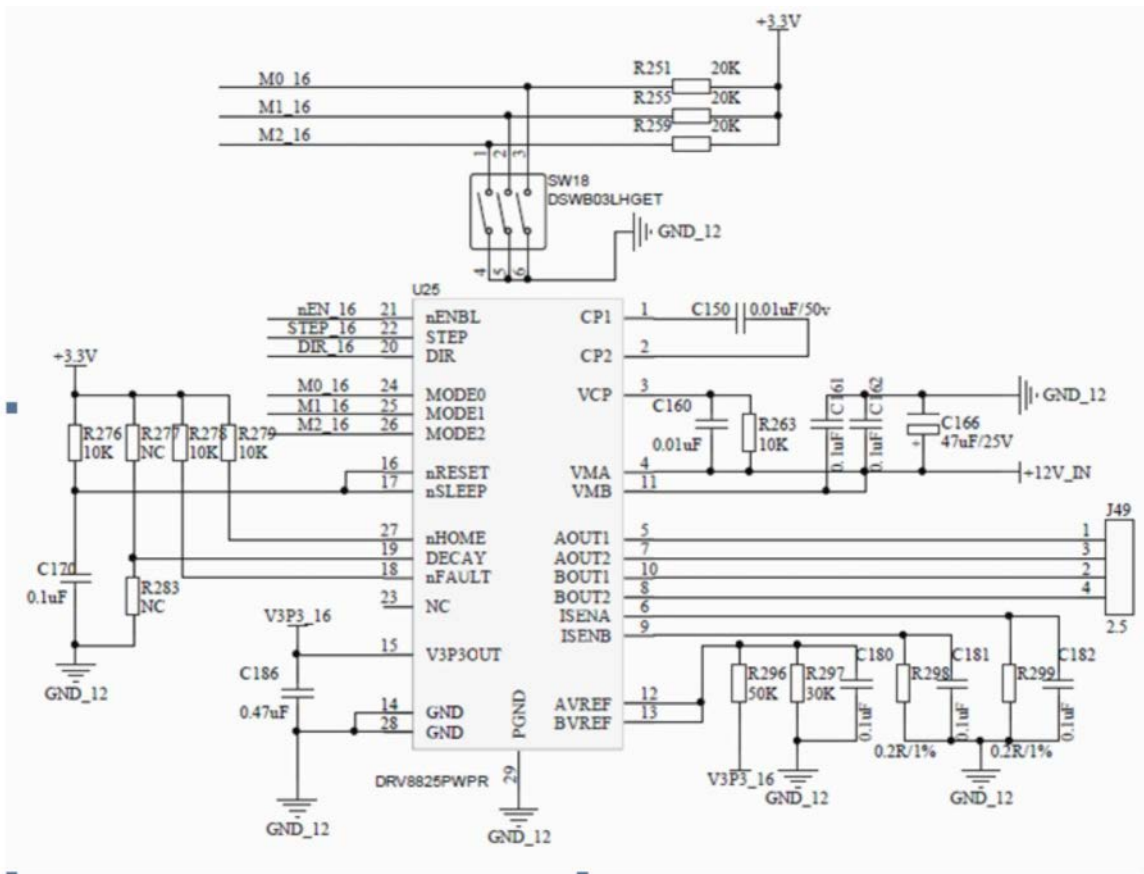 +3.3V
R251 20K
M0_16
R255 20K
M1_16
R259 20K
M2_16
1 2 3
SW18
DSWB03LHGET
GND_12
4 5 6
U25
nEN_16 21 nENBL
STEP_16 22 STEP
DIR_16 20 DIR
M0_16 24 MODE0
M1_16 25 MODE1
M2_16 26 MODE2
16 nRESET
17 nSLEEP
27 nHOME
19 DECAY
18 nFAULT
23 NC
15 V3P3OUT
14 GND
28 GND
PGND
29
DRV8825PWPR
GND_12
+3.3V
R276 10K
R277 NC
R278 10K
R279 10K
C170
0.1uF
R283
NC
GND_12
V3P3_16
C186
0.47uF
GND_12
CP1 1
C150 0.01uF/50v
CP2 2
VCP 3
C160
0.01uF
R263
10K
C161
0.1uF
C162
0.1uF
C166
47uF/25V
+
GND_12
VMA 4
+12V_IN
VMB 11
J49
AOUT1 5 1
AOUT2 7 3
BOUT1 10 2
BOUT2 8 4
ISENA 6
ISENB 9
2.5
AVREF 12
BVREF 13
R296
50K
R297
30K
C180
0.1uF
R298
C181
0.1uF
R299
C182
0.1uF
0.2R/1%
0.2R/1%
V3P3_16
GND_12
GND_12